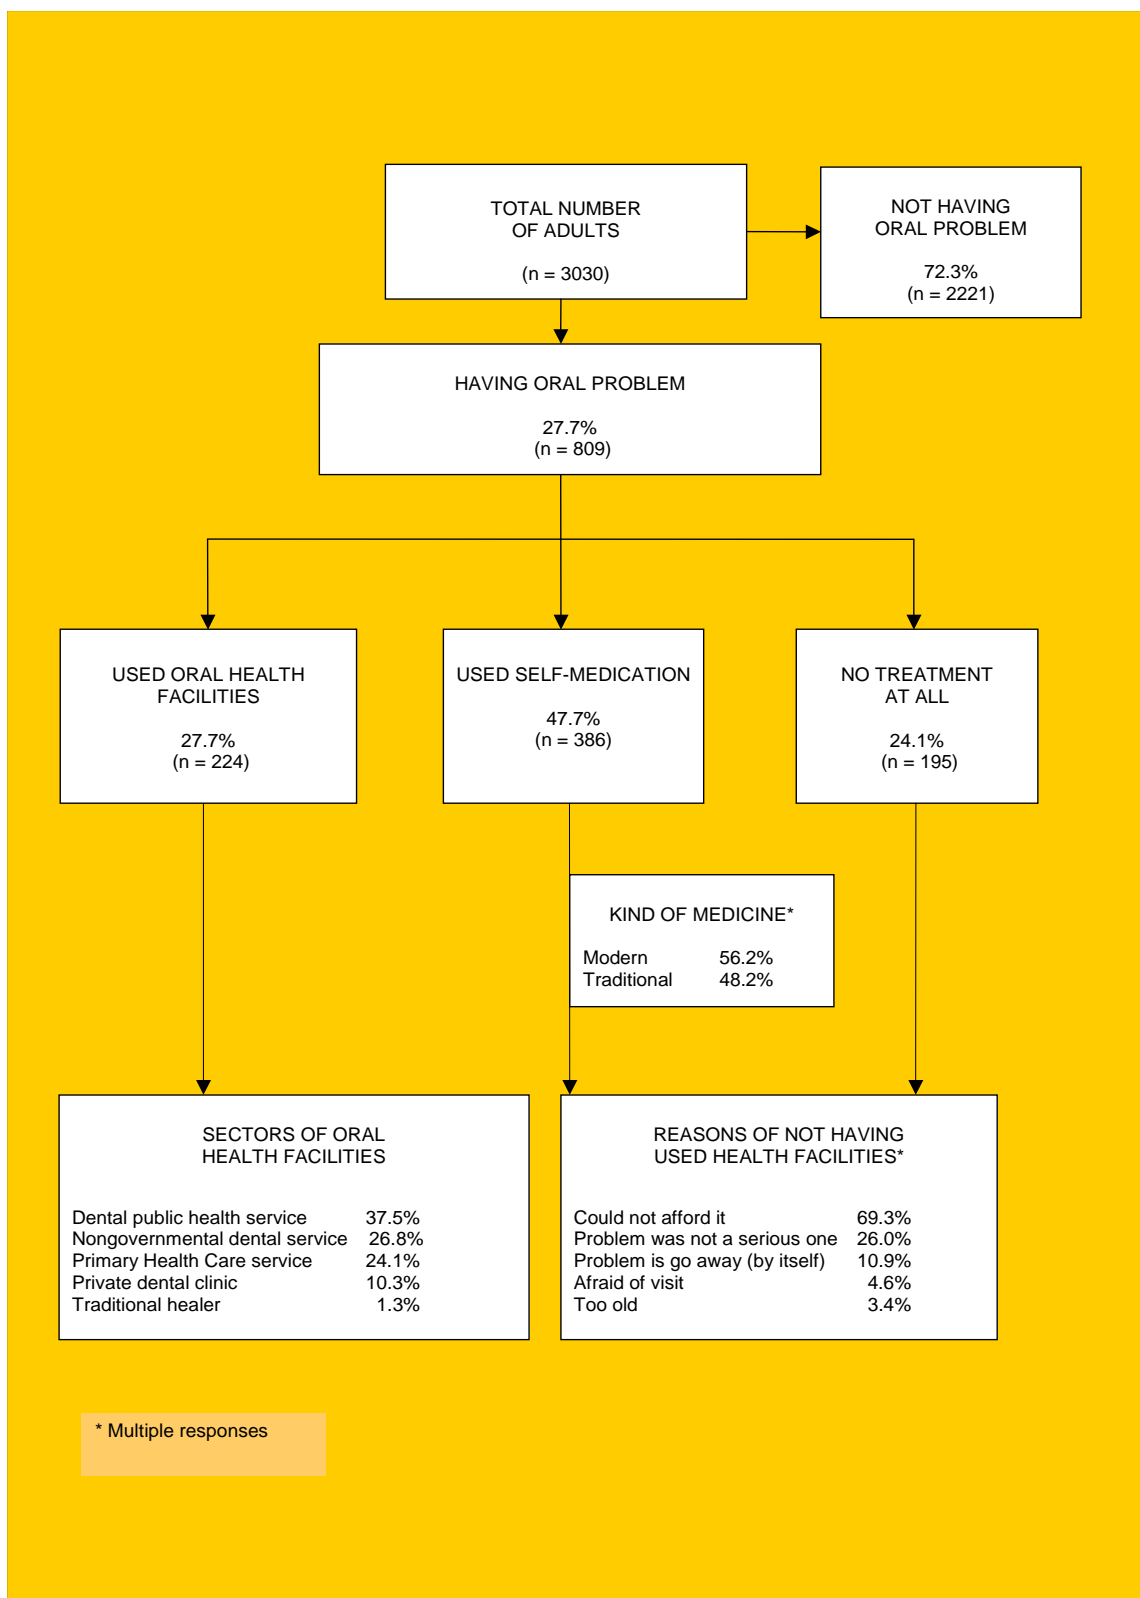 TOTAL NUMBER
OF ADULTS
(n = 3030)
NOT HAVING
ORAL PROBLEM
72.3%
(n = 2221)
HAVING ORAL PROBLEM
27.7%
(n = 809)
USED ORAL HEALTH
FACILITIES
27.7%
(n = 224)
USED SELF-MEDICATION
47.7%
(n = 386)
NO TREATMENT
AT ALL
24.1%
(n = 195)
KIND OF MEDICINE*
Modern 56.2%
Traditional 48.2%
SECTORS OF ORAL
HEALTH FACILITIES
Dental public health service 37.5%
Nongovernmental dental service 26.8%
Primary Health Care service 24.1%
Private dental clinic 10.3%
Traditional healer 1.3%
REASONS OF NOT HAVING
USED HEALTH FACILITIES*
Could not afford it 69.3%
Problem was not a serious one 26.0%
Problem is go away (by itself) 10.9%
Afraid of visit 4.6%
Too old 3.4%
* Multiple responses